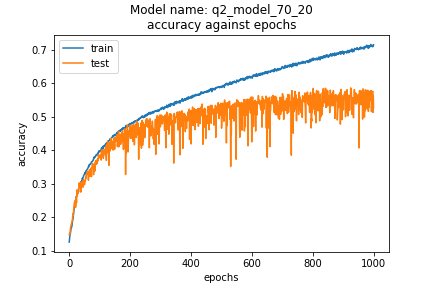 Model name: q2_model_70_20
accuracy against epochs
train
test
0.7
0.6
0.5
0.4
0.3
0.2
0.1
accuracy
0 200 400 600 800 1000
epochs